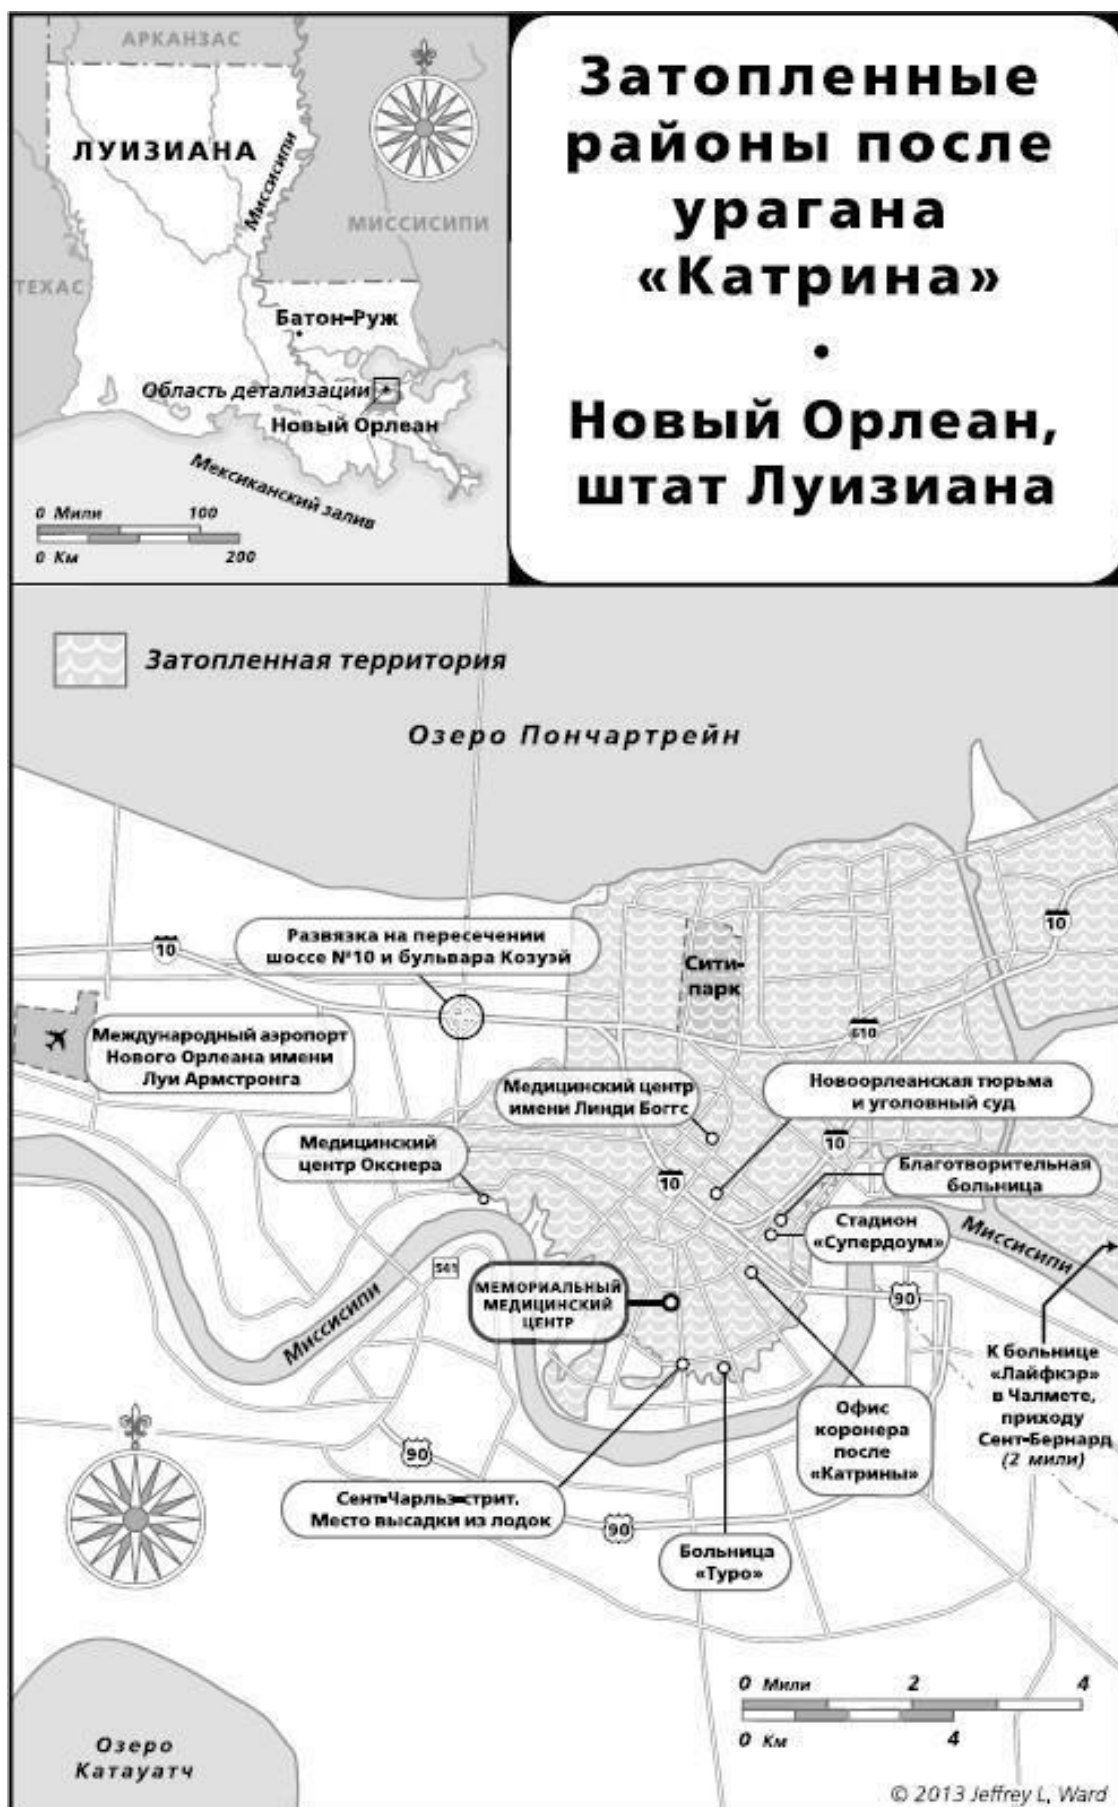 АРКАНЗАС
ЛУИЗИАНА
Миссисипи
МИССИСИПИ
ТЕХАС
Батон-Руж
Область детализации
Новый Орлеан
Мексиканский залив
0 Мили 100
0 Км 200
Затопленные
районы после
урагана
«Катрина»
•
Новый Орлеан,
штат Луизиана
Затопленная территория
Озеро Пончартрейн
Развязка на пересечении
шоссе №10 и бульвара Козуэй
10
10
Сити-
парк
610
Международный аэропорт
Нового Орлеана имени
Луи Армстронга
Медицинский центр
имени Линди Боггс
Новоорлеанская тюрьма
и уголовный суд
10
Медицинский
центр Окснера
10
Благотворительная
больница
Стадион
«Супердоум»
Миссисипи
541
МЕМОРИАЛЬНЫЙ
МЕДИЦИНСКИЙ
ЦЕНТР
90
Миссисипи
К больнице
«Лайфкэр»
в Чалмете,
приходу
Сент-Бернард
(2 мили)
Офис
коронера
после
«Катрины»
90
Сент-Чарльз-стрит.
Место высадки из лодок
90
Больница
«Туро»
0 Мили 2 4
0 Км 4
Озеро
Катауатч
© 2013 Jeffrey L. Ward